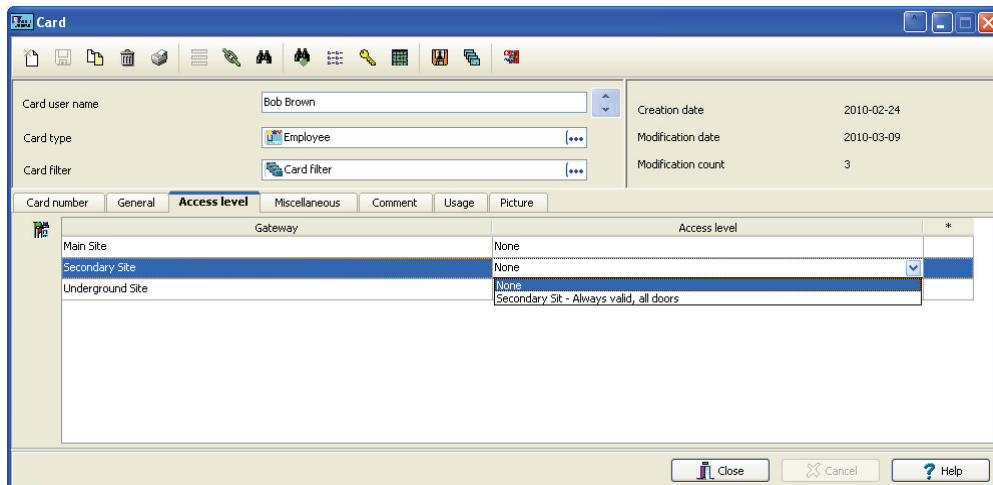 Card
Card user name
Bob Brown
Creation date 2010-02-24
Card type
Employee
Modification date 2010-03-09
Card filter
Card filter
Modification count 3
Card number General Access level Miscellaneous Comment Usage Picture
Gateway Access level *
Main Site None
Secondary Site None
None
Underground Site
Secondary Sit - Always valid, all doors
Close Cancel ? Help